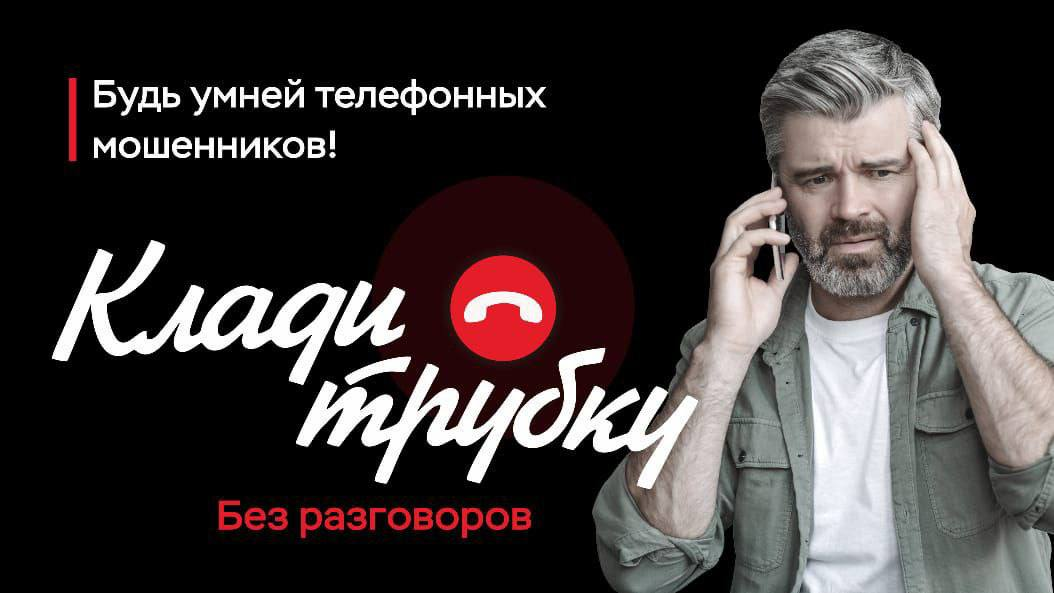 Будь умней телефонных
мошенников!
Клади
трубку
Без разговоров